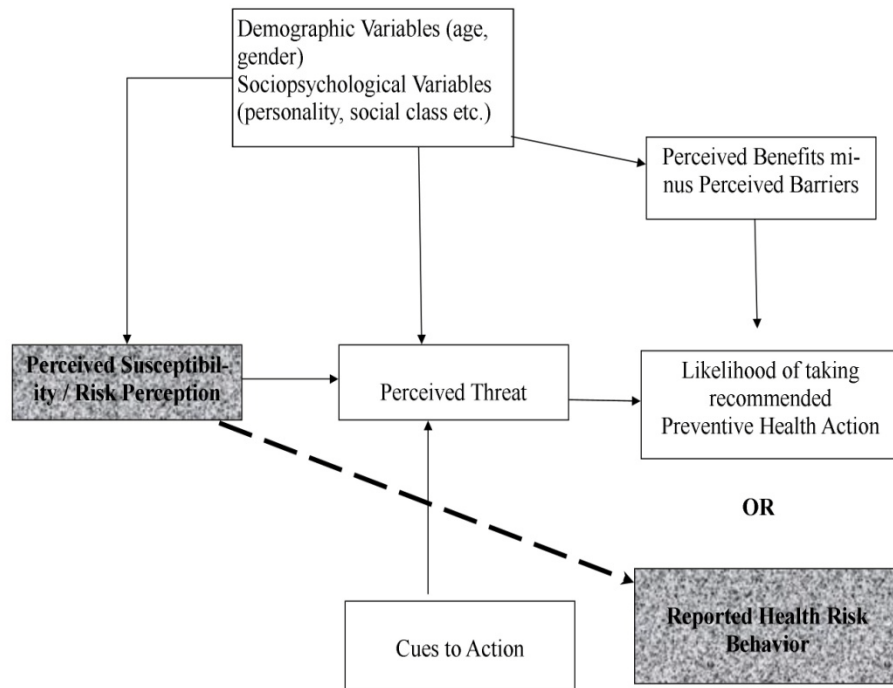 Demographic Variables (age,
gender)
Sociopsychological Variables
(personality, social class etc.)
Perceived Benefits mi-
nus Perceived Barriers
Perceived Susceptibil-
ity / Risk Perception
Perceived Threat
Likelihood of taking
recommended
Preventive Health Action
OR
Reported Health Risk
Behavior
Cues to Action